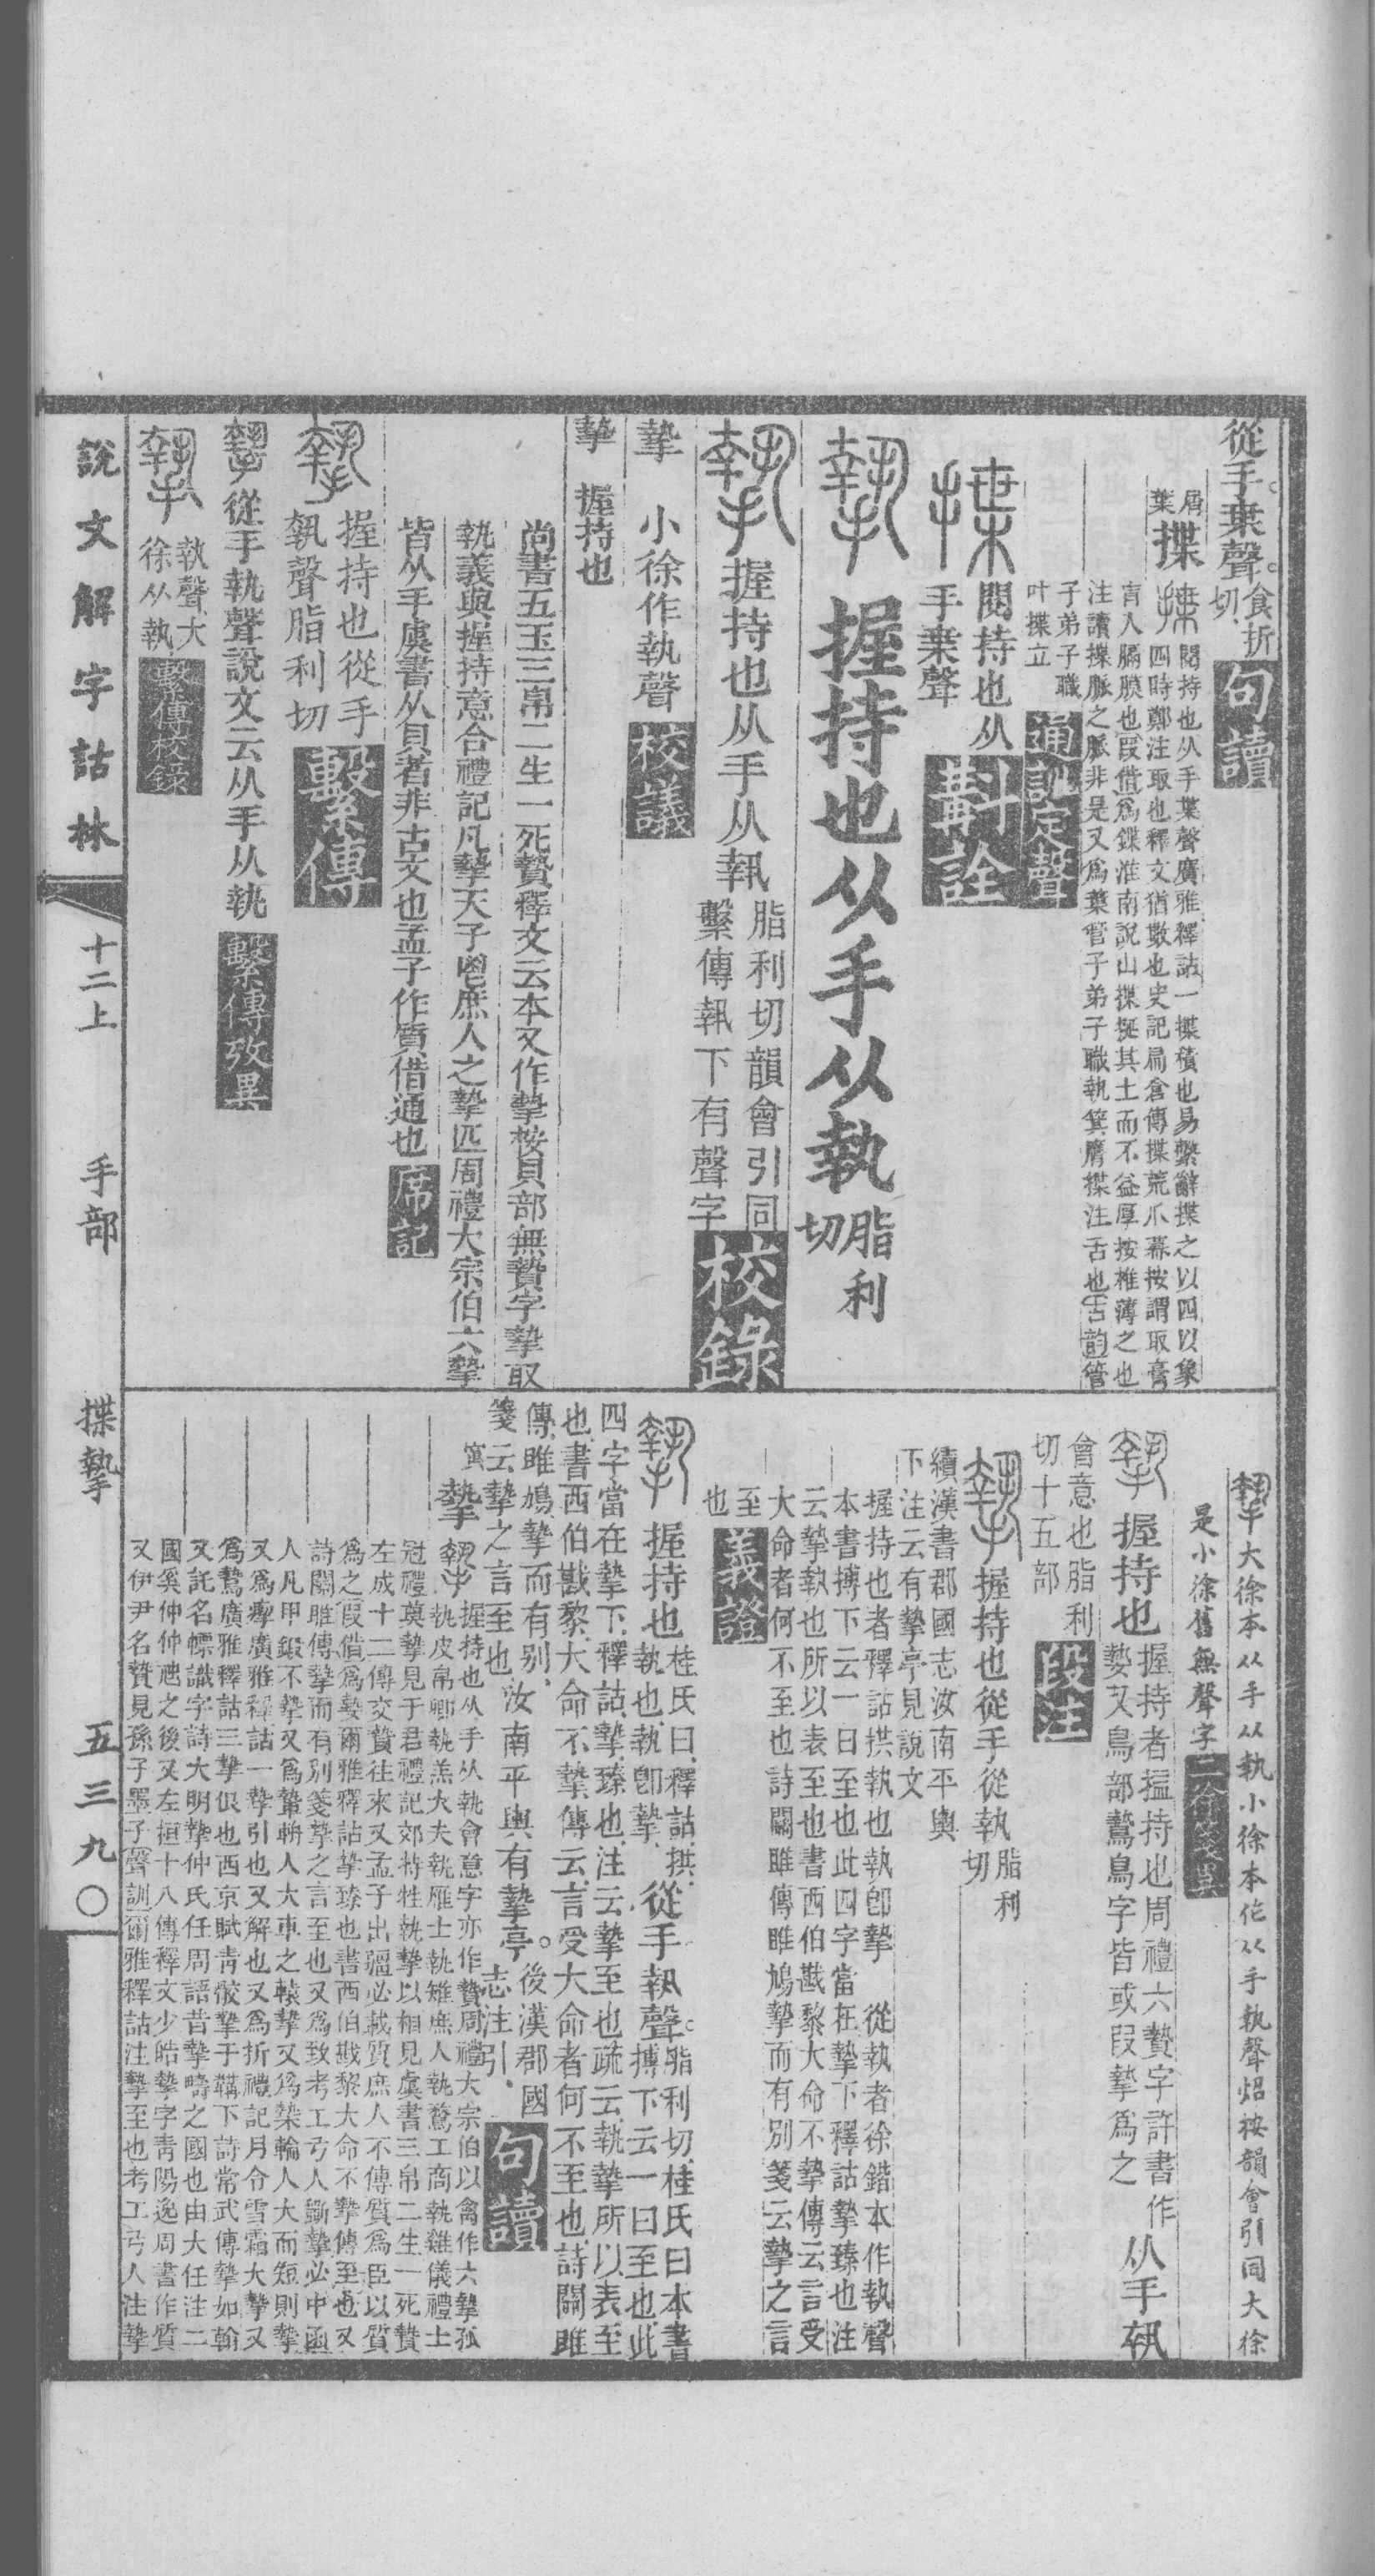 從手枼聲。食折切、句讀
屑葉揲
揲閱持也从手葉聲廣雅釋詁一揲積也易繫辭揲之以四以象
四時鄭注取也釋文猶數也史記扁倉傳揲荒爪幕按謂取膏
肓人膈膜也〔叚借〕爲鍱淮南說山揲挻其土而不益厚按椎薄之也
注讀揲脈之脈非是又爲葉管子弟子職執箕膺揲注舌也〔古韵〕管
子弟子職
叶揲立
通訓定聲
揲閱持也从
手枼聲
斠詮
摯握持也从手从執脂利切
摯握持也从手从執脂利切韻會引同
繫傳執下有聲字
校錄
摯 小徐作執聲校議
摯 握持也
尚書五玉三帛二生一死贄釋文云本又作摯按貝部無贄字摯取
執義與握持意合禮記凡摯天子鬯庶人之摯匹周禮大宗伯六摯
皆从手虞書从貝者非古文也孟子作質借通也席記
摯握持也從手
執聲脂利切
繫傳
摯從手執聲說文云从手从執繫傳攷異
摯執聲大
徐从執
繫傳校錄
摯大徐本从手从執小徐本作从手執聲炤按韻會引同大徐
是小徐舊無聲字二徐箋異
摯握持也握持者搵持也周禮六贄字許書作
墊又鳥部鷙鳥字皆或叚摯爲之
从手執
會意也脂利
切十五部
段注
摯握持也從手從執脂利切
續漢書郡國志汝南平輿
下注云有摯亭見說文
握持也者釋詁拱執也執卽摯 從執者徐鍇本作執聲
本書搏下云一曰至也此四字當在摯下釋詁摯臻也注
云摯執也所以表至也書西伯戡黎大命不摯傳云言受
大命者何不至也詩關雎傳雎鳩摯而有別箋云摯之言
至
也
義證
摯握持也桂氏曰、釋詁、拱、
執也、執卽摯、
從手執聲。脂利切、桂氏曰、本書
搏下云、一曰至也、此
四字當在摯下、釋詁、摯、臻也、注云、摯至也、疏云、執摯所以表至
也、書西伯戡黎、大命不摯、傳云、言受大命者何不至也、詩關雎
傳、雎鳩、摯而有別、
箋云、摯之言至也、
汝南平輿有摯亭。後漢郡國
志注引、
句讀
寘摯
摯握持也从手从執會意字亦作贄周禮大宗伯以禽作六摯孤
執皮帛卿執羔大夫執雁士執雉庶人執鶩工商執雞儀禮士
冠禮奠摯見于君禮記郊特牲執摯以相見虞書三帛二生一死贄
左成十二傳交贄往來又孟子出疆必載質庶人不傳質爲臣以質
爲之〔叚借〕爲墊爾雅釋詁摯臻也書西伯戡黎大命不摯傳至也又
詩關雎傳摯而有別箋摯之言至也又爲致考工弓人斵摯必中函
人凡甲鍛不摯又爲蟄輈人大車之轅摯又爲槷輪人大而短則摯
又爲瘈廣雅釋詁一摯引也又解也又爲折禮記月令雪霜大摯又
爲鷙廣雅釋詁三摯佷也西京賦青骹摯于韝下詩常武傳摯如翰
又託名幖識字詩大明摯仲氏任周語昔摯疇之國也由大任注二
國奚仲仲虺之後又左桓十八傳釋文少皓摯字青陽逸周書作質
又伊尹名贄見孫子墨子〔聲訓〕爾雅釋詁注摯至也考工弓人注摯
說文解字詁林
十二上
手部
揲摯
五三九〇